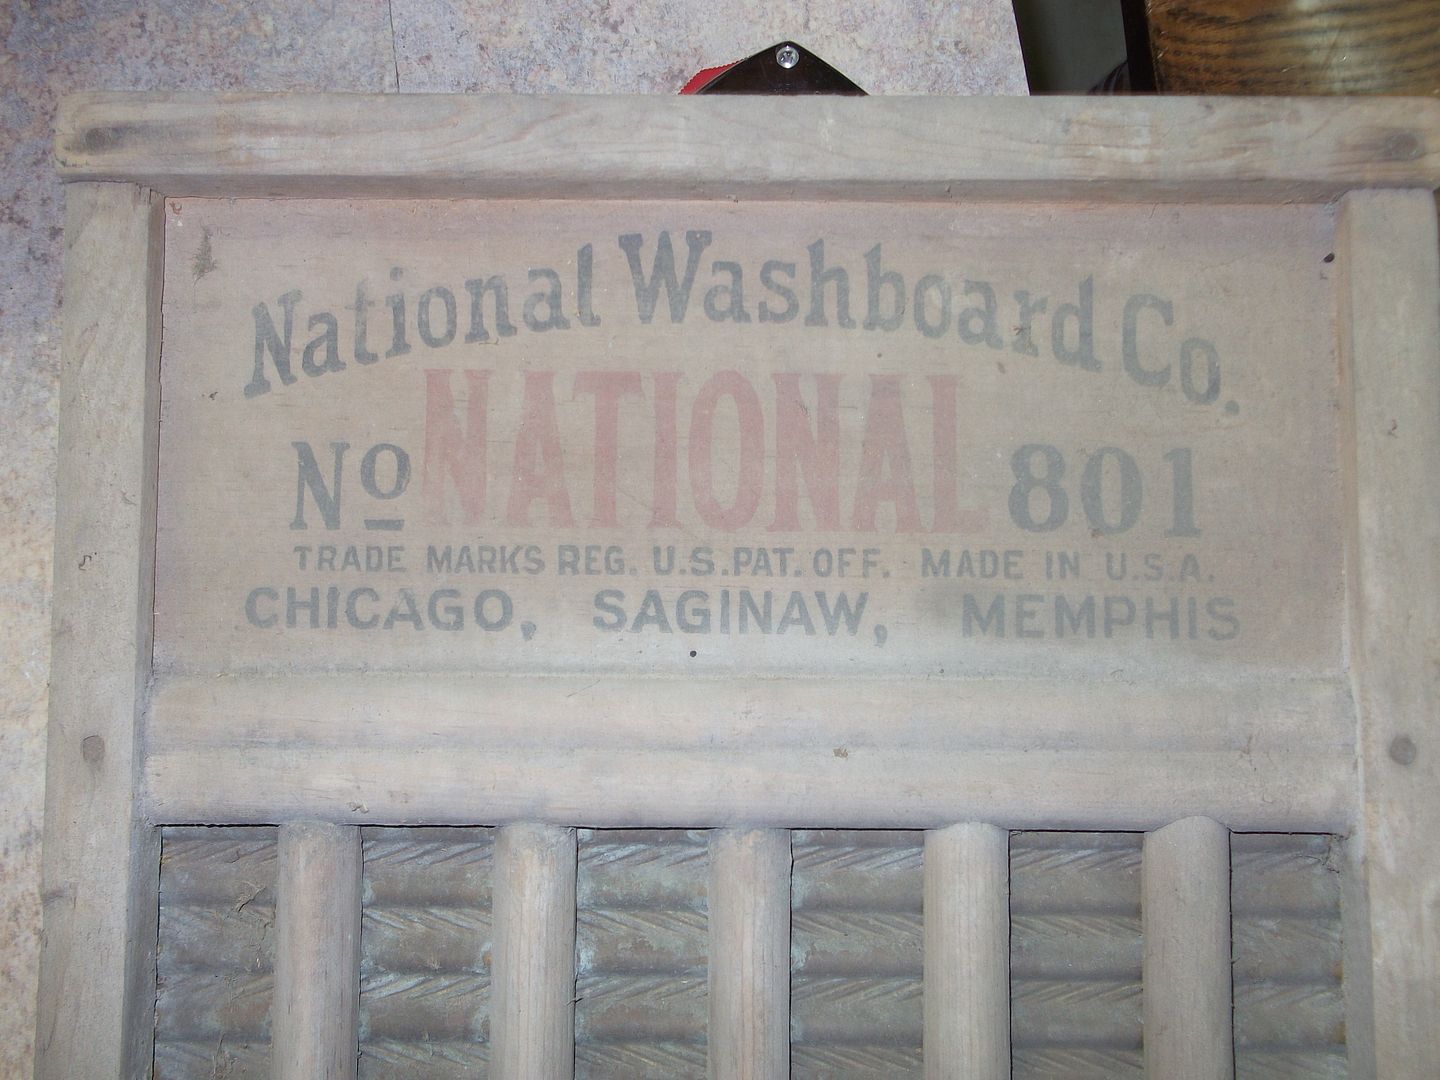 National Washboard Co.
No NATIONAL 801
TRADE MARKS REG. U.S. PAT. OFF. MADE IN U.S.A.
CHICAGO, SAGINAW, MEMPHIS